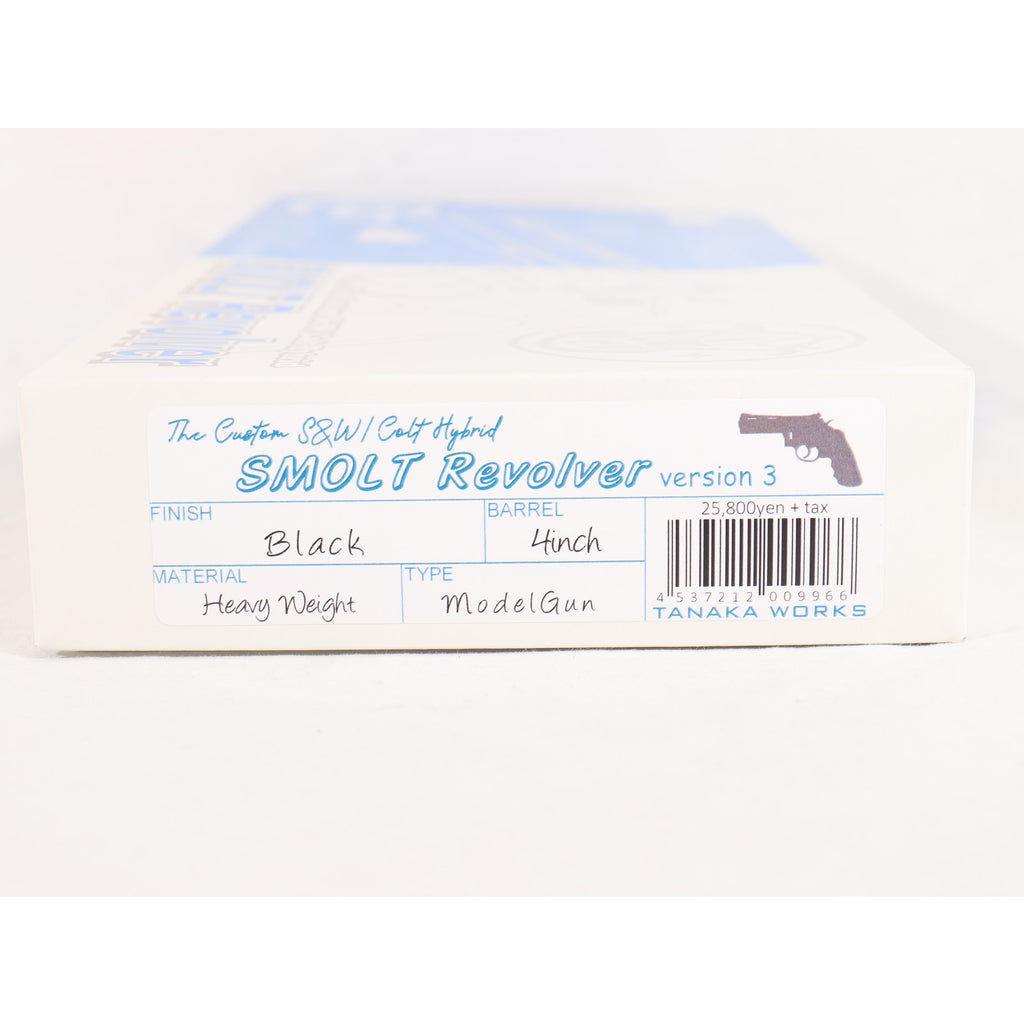 The Custom S&W/Colt Hybrid
SMOLT Revolver version 3
FINISH
Black
BARREL
4inch
MATERIAL
Heavy Weight
TYPE
ModelGun
25,800yen + tax
4 537212 009966
TANAKA WORKS